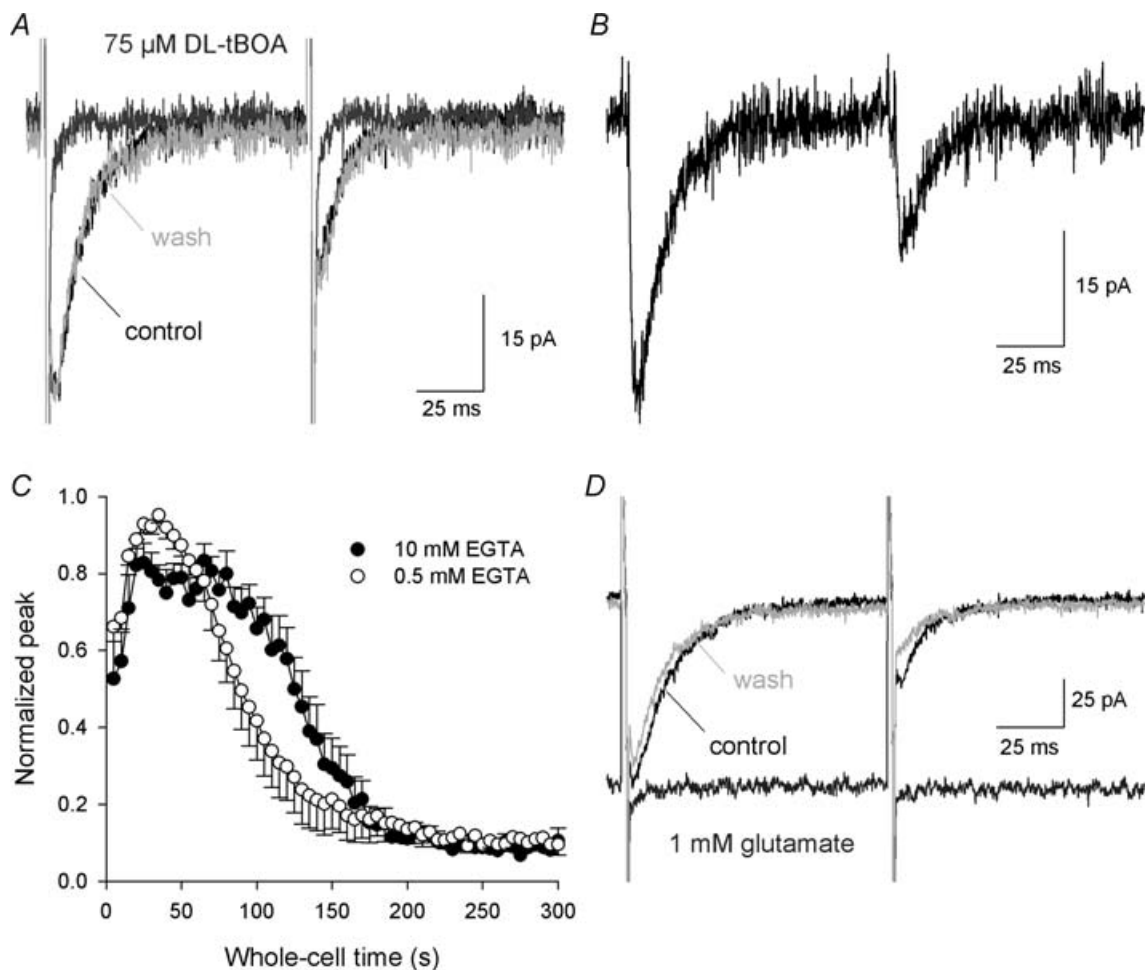 A
75 µM DL-tBOA
wash
control
15 pA
25 ms
B
15 pA
25 ms
C
Normalized peak
1.0
0.8
0.6
0.4
0.2
0.0
10 mM EGTA
0.5 mM EGTA
0 50 100 150 200 250 300
Whole-cell time (s)
D
wash
control
25 pA
25 ms
1 mM glutamate